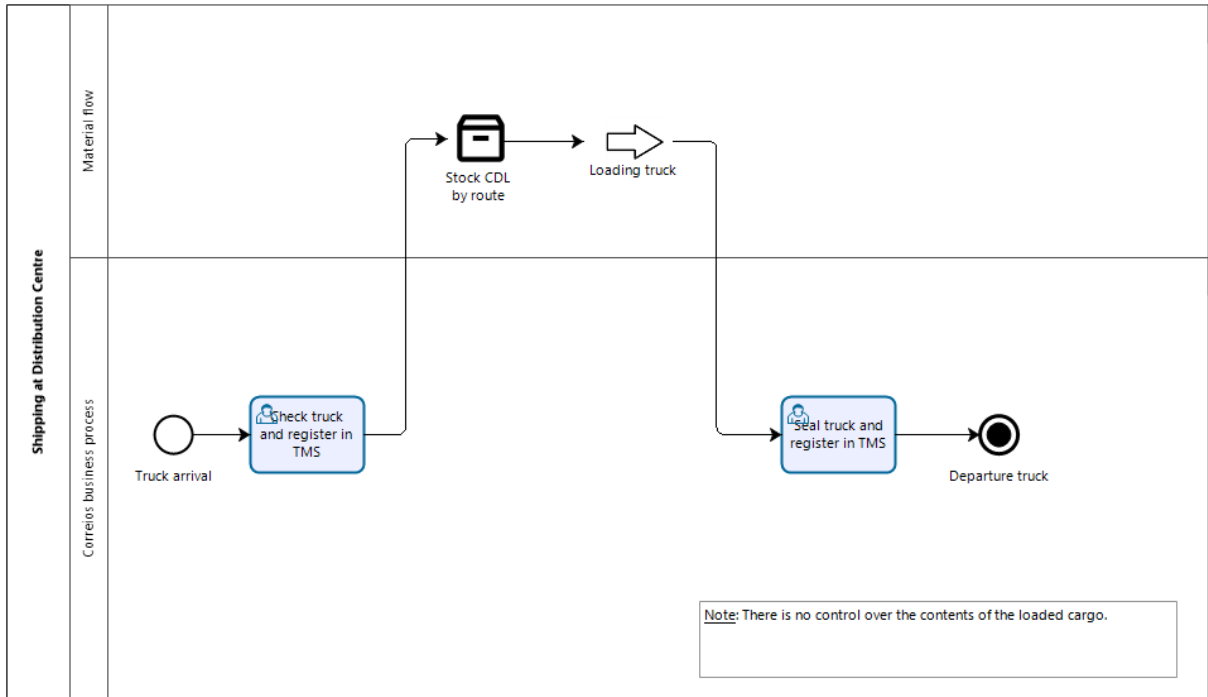 Shipping at Distribution Centre
Material flow
Stock CDL
by route
Loading truck
Correios business process
Truck arrival
Check truck
and register in
TMS
Seal truck and
register in TMS
Departure truck
Note: There is no control over the contents of the loaded cargo.